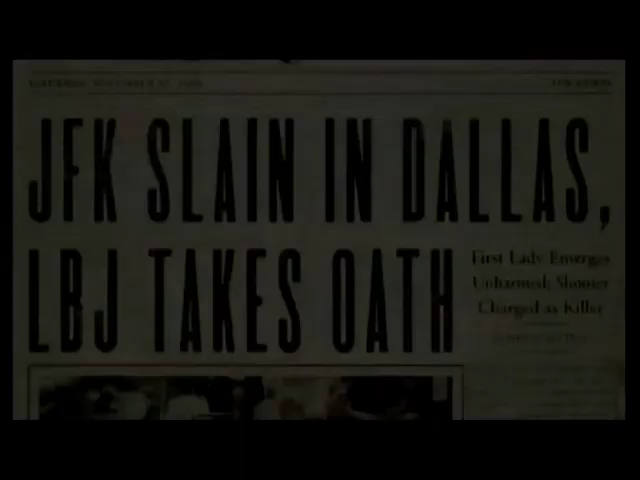 JFK SLAIN IN DALLAS,
LBJ TAKES OATH
First Lady Emerges
Unharmed; Shooter
Charged as Killer